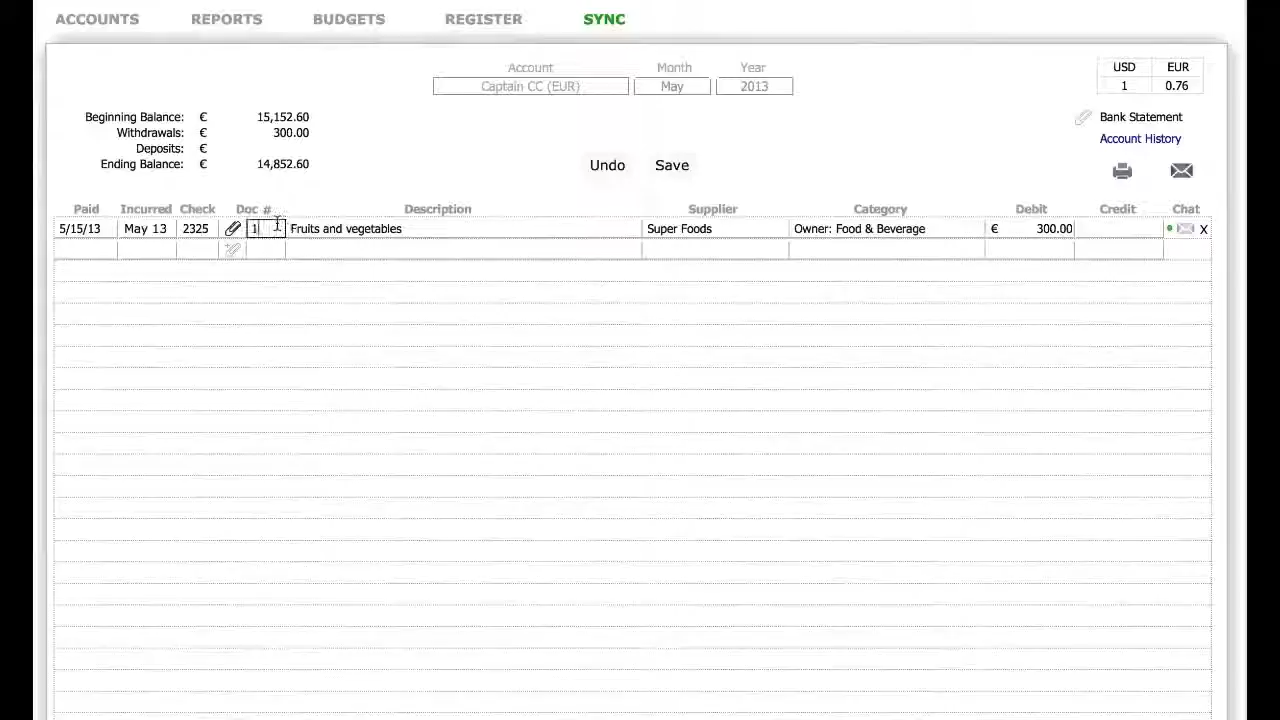 ACCOUNTS REPORTS BUDGETS REGISTER SYNC
Account Month Year
Captain CC (EUR) May 2013
USD EUR
1 0.76
Beginning Balance: € 15,152.60
Withdrawals: € 300.00
Deposits: €
Ending Balance: € 14,852.60
Undo Save
Bank Statement
Account History
Paid Incurred Check Doc # Description Supplier Category Debit Credit Chat
5/15/13 May 13 2325 1 Fruits and vegetables Super Foods Owner: Food & Beverage € 300.00 X